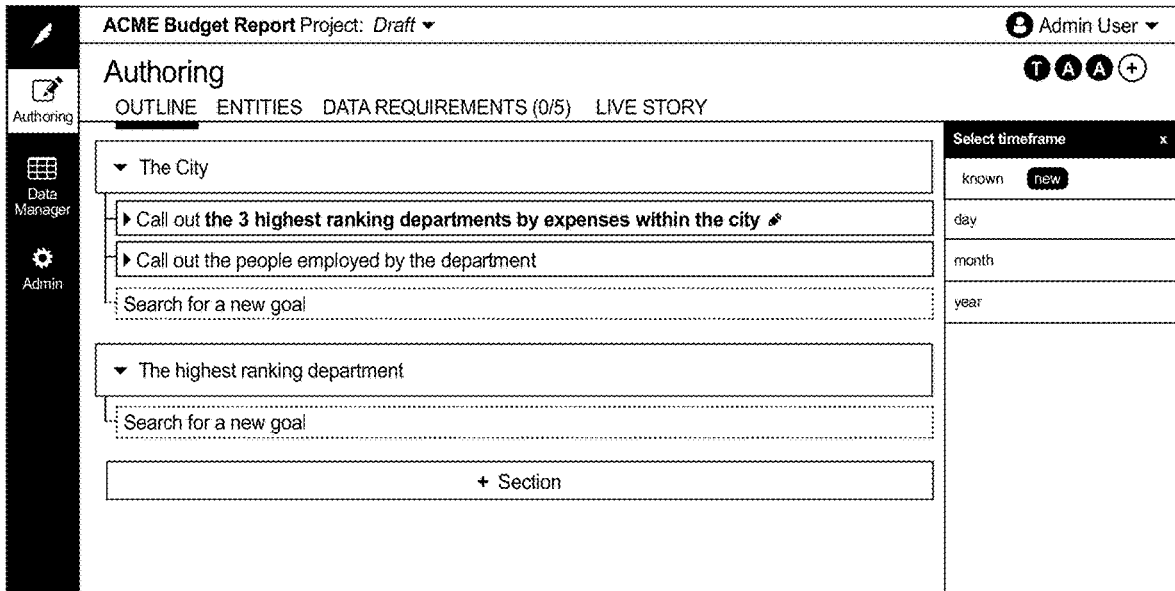 ACME Budget Report Project: Draft
Admin User
Authoring
T A A +
Authoring
OUTLINE ENTITIES DATA REQUIREMENTS (0/5) LIVE STORY
Data Manager
Admin
The City
Call out the 3 highest ranking departments by expenses within the city
Call out the people employed by the department
Search for a new goal
The highest ranking department
Search for a new goal
+ Section
Select timeframe x
known new
day
month
year